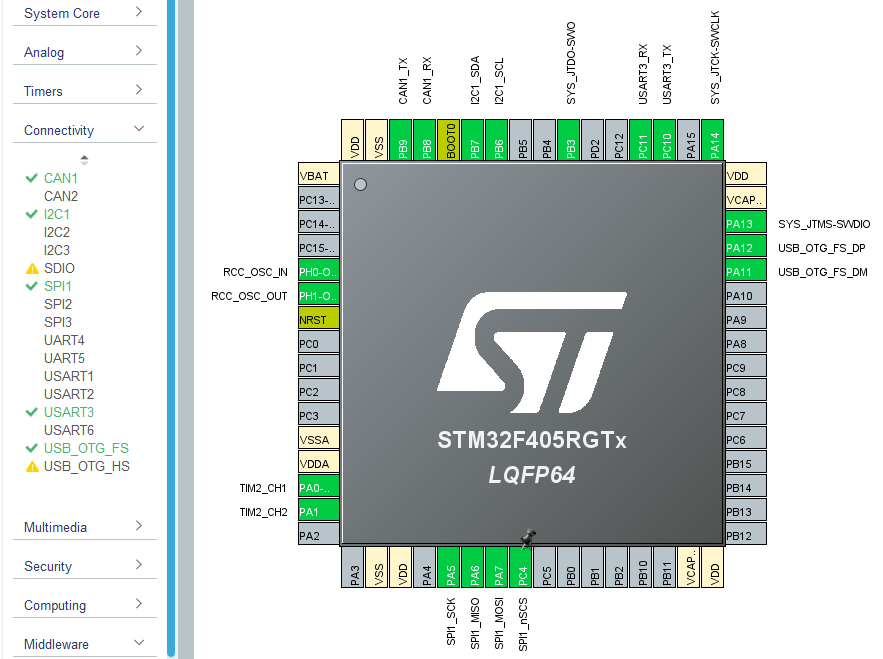 System Core
Analog
Timers
Connectivity
CAN1
CAN2
I2C1
I2C2
I2C3
SDIO
SPI1
SPI2
SPI3
UART4
UART5
USART1
USART2
USART3
USART6
USB_OTG_FS
USB_OTG_HS
Multimedia
Security
Computing
Middleware
CAN1_TX
CAN1_RX
I2C1_SDA
I2C1_SCL
SYS_JTDO-SWO
USART3_RX
USART3_TX
SYS_JTCK-SWCLK
VDD
VSS
PB9
PB8
BOOT0
PB7
PB6
PB5
PB4
PB3
PD2
PC12
PC11
PC10
PA15
PA14
VBAT
PC13-..
PC14-..
PC15-..
RCC_OSC_IN
PH0-O..
RCC_OSC_OUT
PH1-O..
NRST
PC0
PC1
PC2
PC3
VSSA
VDDA
TIM2_CH1
PA0-..
TIM2_CH2
PA1
PA2
ST
STM32F405RGTx
LQFP64
VDD
VCAP..
PA13
SYS_JTMS-SWDIO
PA12
USB_OTG_FS_DP
PA11
USB_OTG_FS_DM
PA10
PA9
PA8
PC9
PC8
PC7
PC6
PB15
PB14
PB13
PB12
PA3
VSS
VDD
PA4
PA5
PA6
PA7
PC4
PC5
PB0
PB1
PB2
PB10
PB11
VCAP..
VDD
SPI1_SCK
SPI1_MISO
SPI1_MOSI
SPI1_nSCS